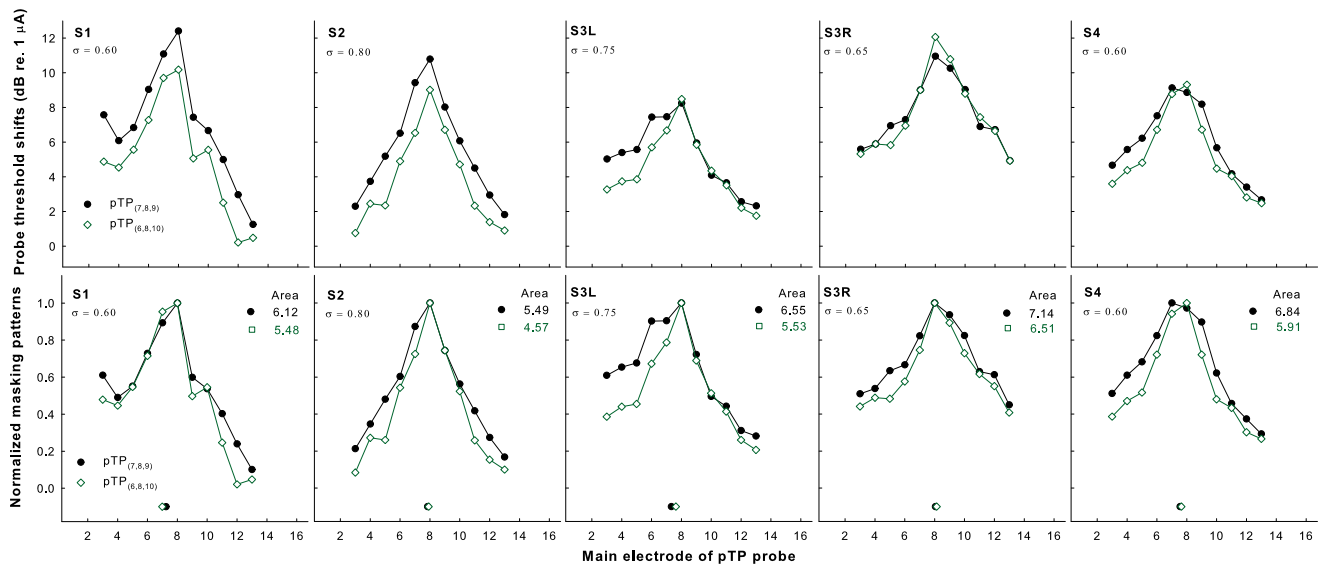 Probe threshold shifts (dB re. 1 μA)
12
10
8
6
4
2
0
S1
σ = 0.60
pTP(7,8,9)
pTP(6,8,10)
S2
σ = 0.80
S3L
σ = 0.75
S3R
σ = 0.65
S4
σ = 0.60
Normalized masking patterns
1.0
0.8
0.6
0.4
0.2
0.0
S1
σ = 0.60
Area
6.12
5.48
pTP(7,8,9)
pTP(6,8,10)
S2
σ = 0.80
Area
5.49
4.57
S3L
σ = 0.75
Area
6.55
5.53
S3R
σ = 0.65
Area
7.14
6.51
S4
σ = 0.60
Area
6.84
5.91
2 4 6 8 10 12 14 16
2 4 6 8 10 12 14 16
2 4 6 8 10 12 14 16
2 4 6 8 10 12 14 16
2 4 6 8 10 12 14 16
Main electrode of pTP probe